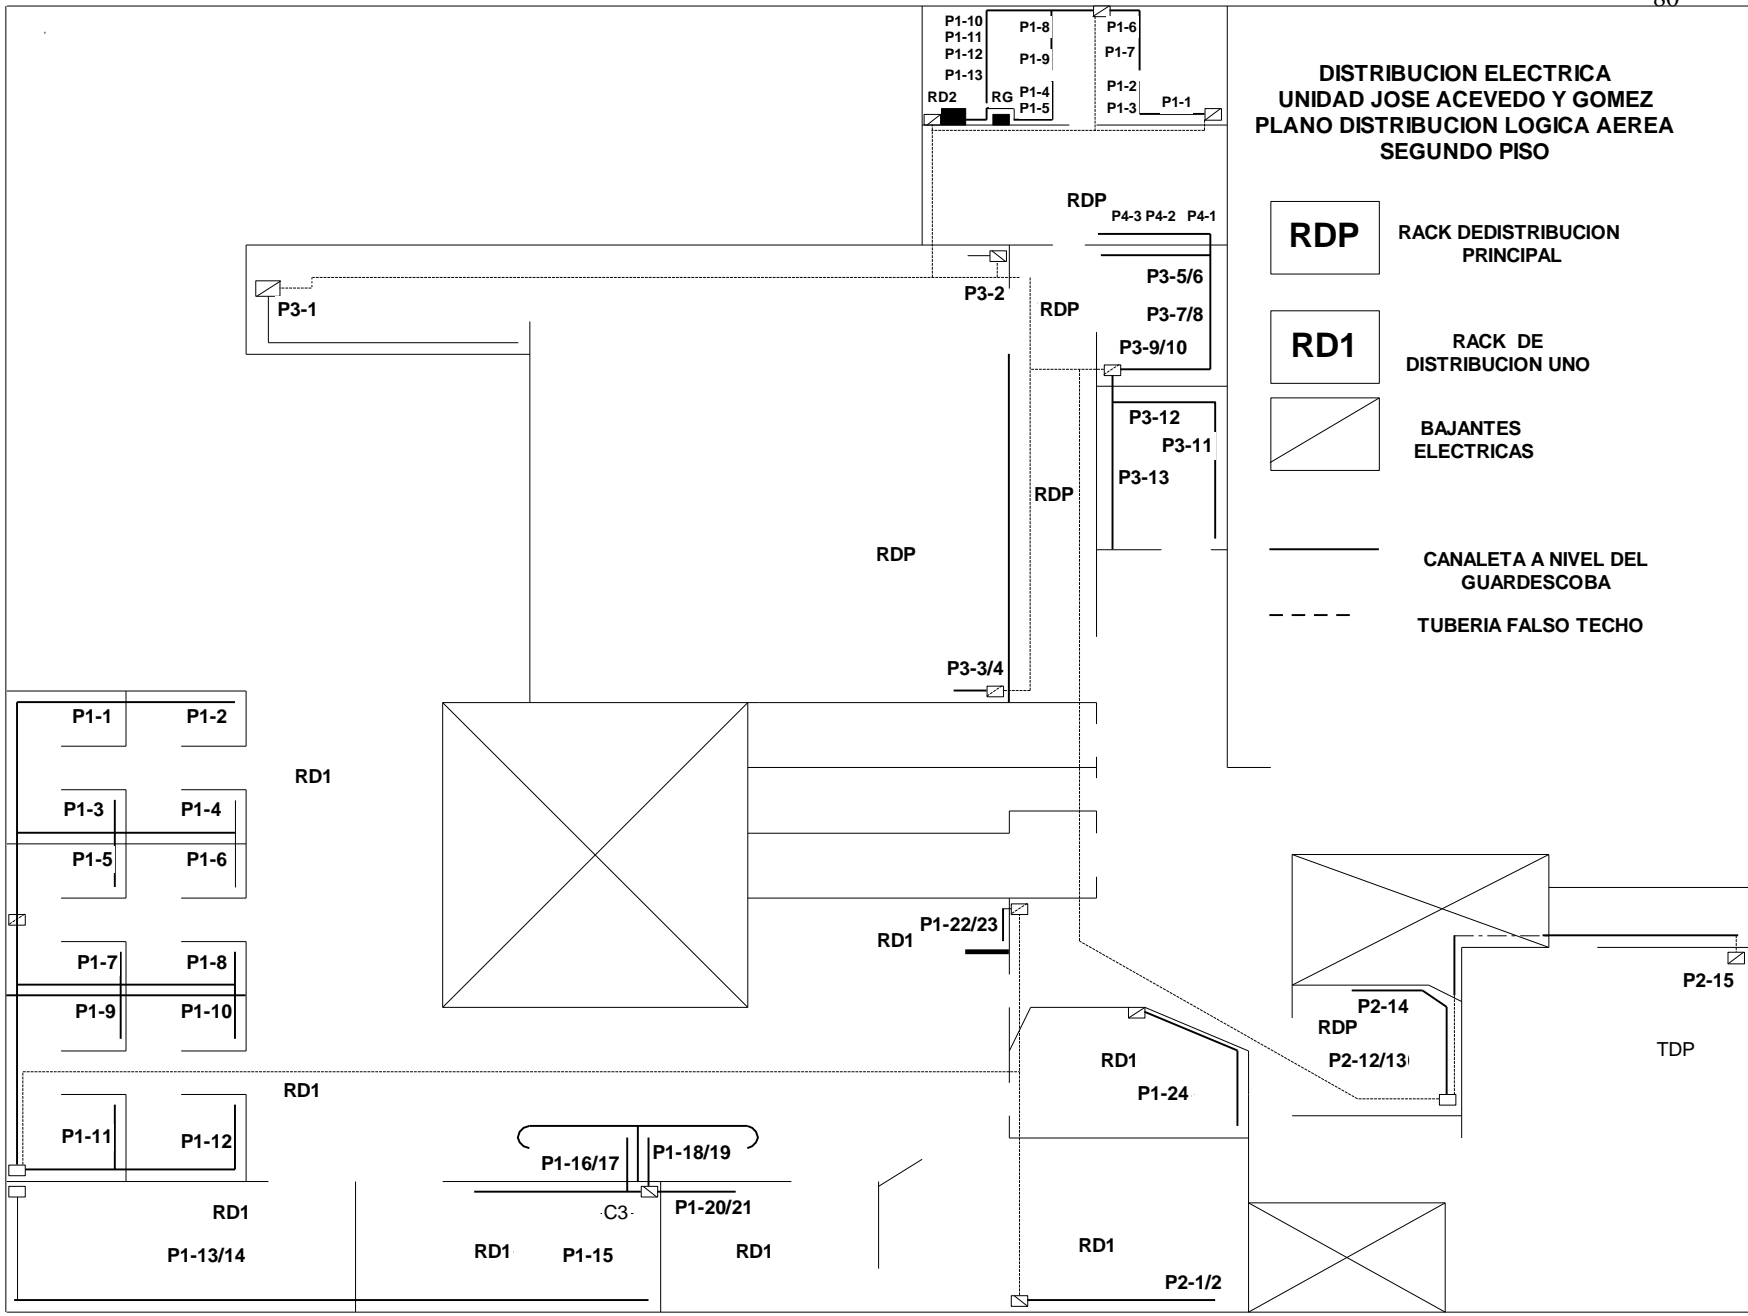 80
P1-10
P1-11
P1-12
P1-13
P1-8
P1-9
P1-4
P1-5
P1-6
P1-7
P1-2
P1-3
P1-1
RD2
RG
DISTRIBUCION ELECTRICA
UNIDAD JOSE ACEVEDO Y GOMEZ
PLANO DISTRIBUCION LOGICA AEREA
SEGUNDO PISO
RDP
RACK DEDISTRIBUCION
PRINCIPAL
RD1
RACK DE
DISTRIBUCION UNO
BAJANTES
ELECTRICAS
CANALETA A NIVEL DEL
GUARDESCOBA
TUBERIA FALSO TECHO
RDP
P4-3 P4-2 P4-1
P3-1
P3-2
RDP
P3-5/6
P3-7/8
P3-9/10
P3-12
P3-11
P3-13
RDP
RDP
P3-3/4
P1-1
P1-2
RD1
P1-3
P1-4
P1-5
P1-6
P1-7
P1-8
P1-9
P1-10
RD1
P1-11
P1-12
RD1
P1-22/23
RD1
P1-24
P2-14
RDP
P2-12/13
P2-15
TDP
P1-16/17
P1-18/19
P1-20/21
C3
RD1
P1-13/14
RD1
P1-15
RD1
RD1
P2-1/2